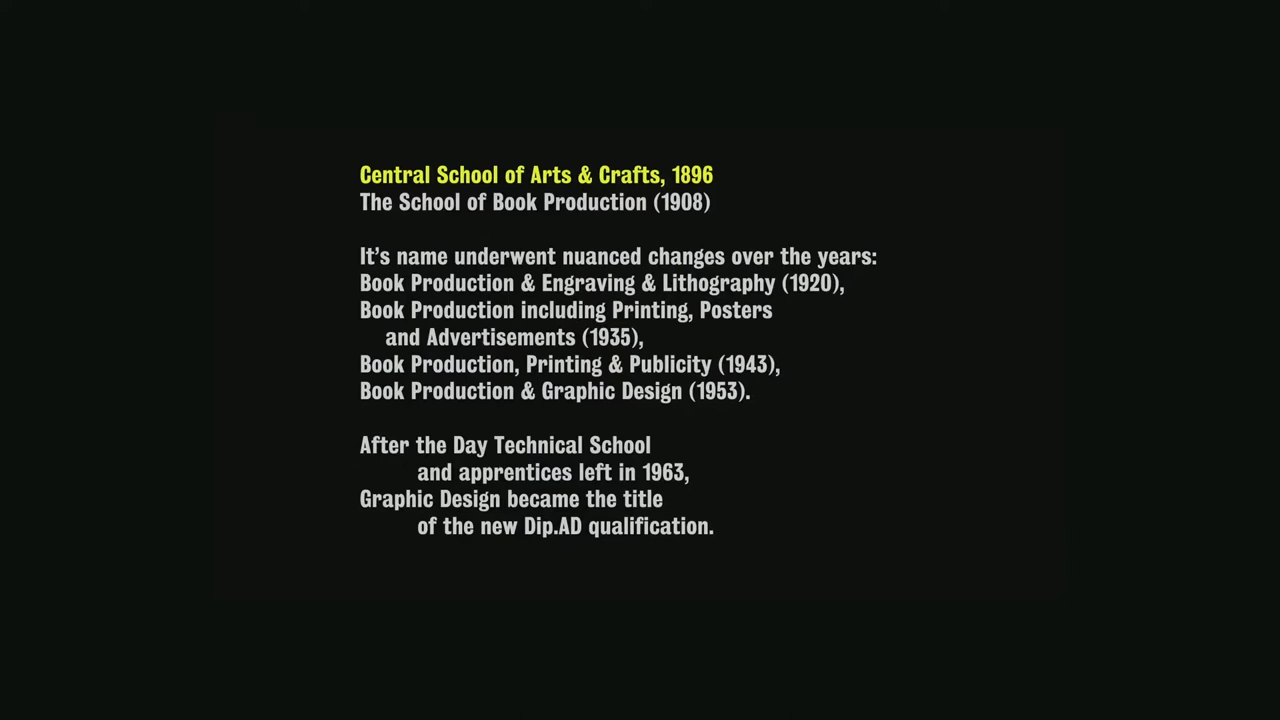 Central School of Arts & Crafts, 1896
The School of Book Production (1908)
It’s name underwent nuanced changes over the years:
Book Production & Engraving & Lithography (1920),
Book Production including Printing, Posters
and Advertisements (1935),
Book Production, Printing & Publicity (1943),
Book Production & Graphic Design (1953).
After the Day Technical School
and apprentices left in 1963,
Graphic Design became the title
of the new Dip.AD qualification.